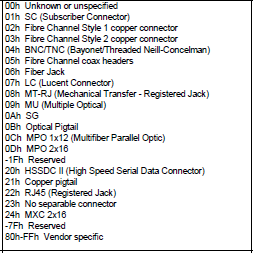 00h Unknown or unspecified
01h SC (Subscriber Connector)
02h Fibre Channel Style 1 copper connector
03h Fibre Channel Style 2 copper connector
04h BNC/TNC (Bayonet/Threaded Neill-Concelman)
05h Fibre Channel coax headers
06h Fiber Jack
07h LC (Lucent Connector)
08h MT-RJ (Mechanical Transfer - Registered Jack)
09h MU (Multiple Optical)
0Ah SG
0Bh Optical Pigtail
0Ch MPO 1x12 (Multifiber Parallel Optic)
0Dh MPO 2x16
-1Fh Reserved
20h HSSDC II (High Speed Serial Data Connector)
21h Copper pigtail
22h RJ45 (Registered Jack)
23h No separable connector
24h MXC 2x16
-7Fh Reserved
80h-FFh Vendor specific